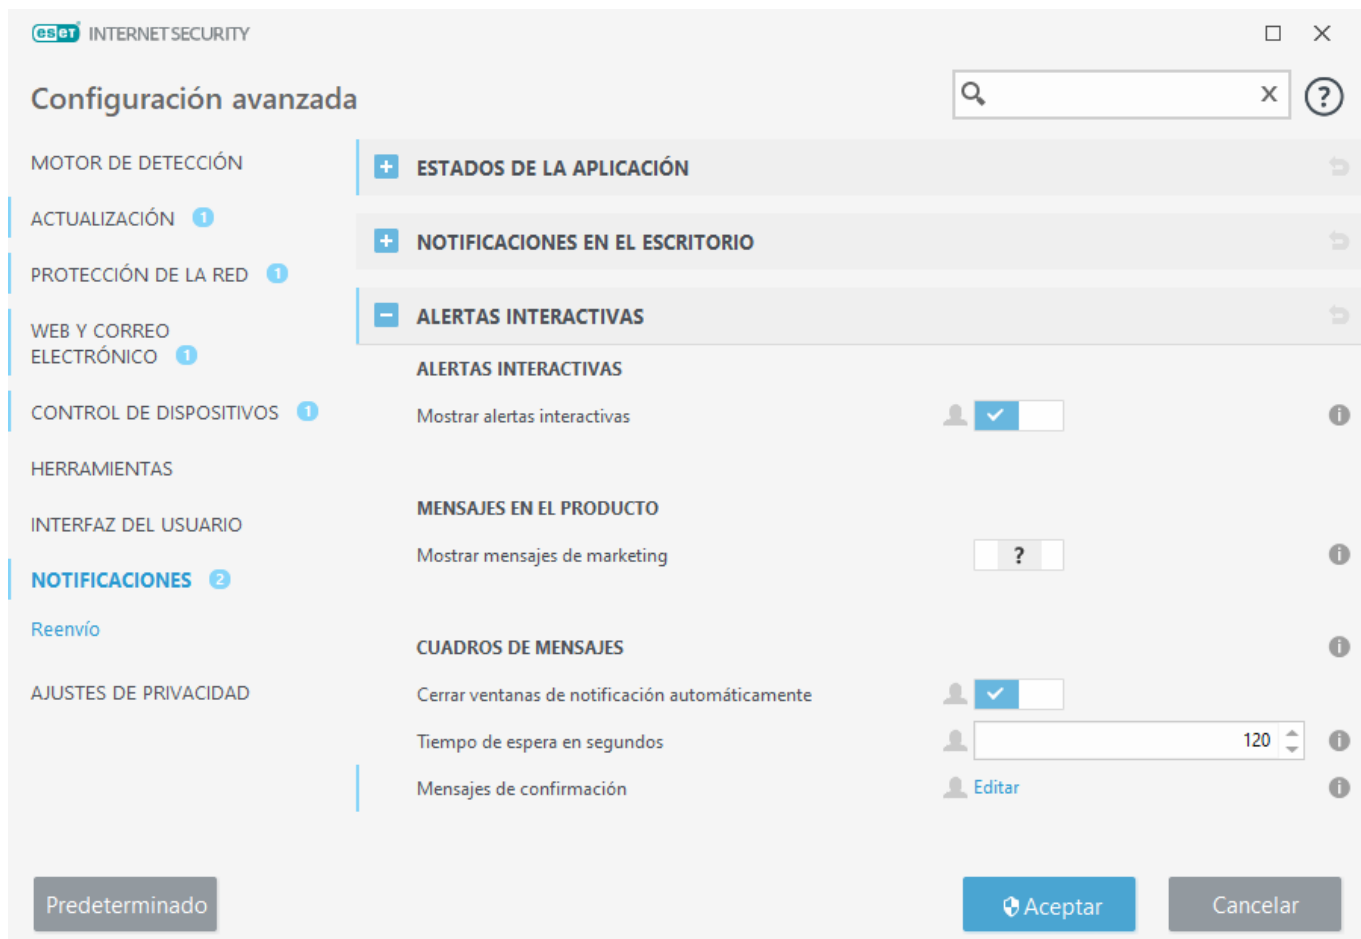 eset INTERNET SECURITY
Configuración avanzada
x
?
MOTOR DE DETECCIÓN
ACTUALIZACIÓN 1
PROTECCIÓN DE LA RED 1
WEB Y CORREO
ELECTRÓNICO 1
CONTROL DE DISPOSITIVOS 1
HERRAMIENTAS
INTERFAZ DEL USUARIO
NOTIFICACIONES 2
Reenvío
AJUSTES DE PRIVACIDAD
ESTADOS DE LA APLICACIÓN
NOTIFICACIONES EN EL ESCRITORIO
ALERTAS INTERACTIVAS
ALERTAS INTERACTIVAS
Mostrar alertas interactivas
MENSAJES EN EL PRODUCTO
Mostrar mensajes de marketing ?
CUADROS DE MENSAJES
Cerrar ventanas de notificación automáticamente
Tiempo de espera en segundos 120
Mensajes de confirmación Editar
Predeterminado
Aceptar
Cancelar